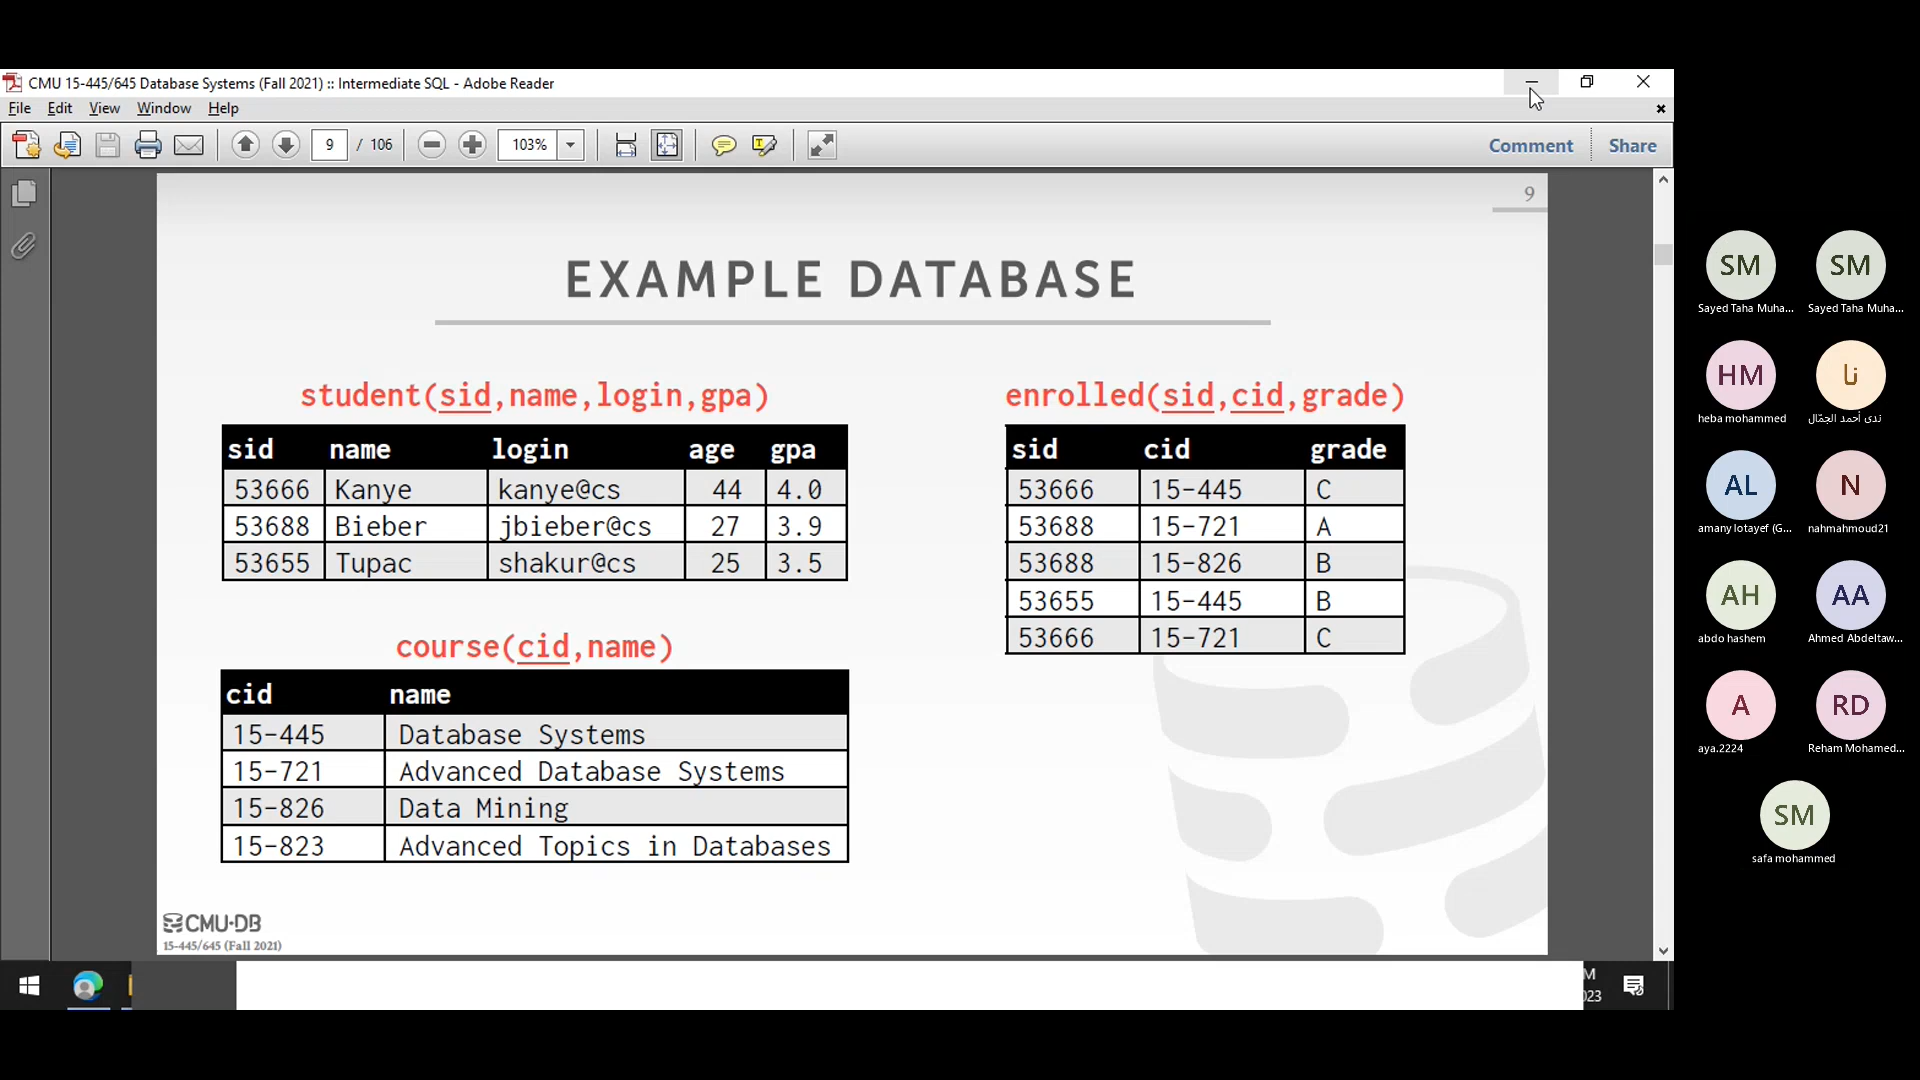 CMU 15-445/645 Database Systems (Fall 2021) :: Intermediate SQL - Adobe Reader
File Edit View Window Help
9 / 106 103% Comment Share
9
EXAMPLE DATABASE
student(sid,name,login,gpa)
sid name login age gpa
53666 Kanye kanye@cs 44 4.0
53688 Bieber jbieber@cs 27 3.9
53655 Tupac shakur@cs 25 3.5
enrolled(sid,cid,grade)
sid cid grade
53666 15-445 C
53688 15-721 A
53688 15-826 B
53655 15-445 B
53666 15-721 C
course(cid,name)
cid name
15-445 Database Systems
15-721 Advanced Database Systems
15-826 Data Mining
15-823 Advanced Topics in Databases
CMU·DB
15-445/645 (Fall 2021)
M
023
SM SM
Sayed Taha Muha... Sayed Taha Muha...
HM نا
heba mohammed ندى أحمد الجمّال
AL N
amany lotayef (G... nahmahmoud21
AH AA
abdo hashem Ahmed Abdeltaw...
A RD
aya.2224 Reham Mohamed...
SM
safa mohammed